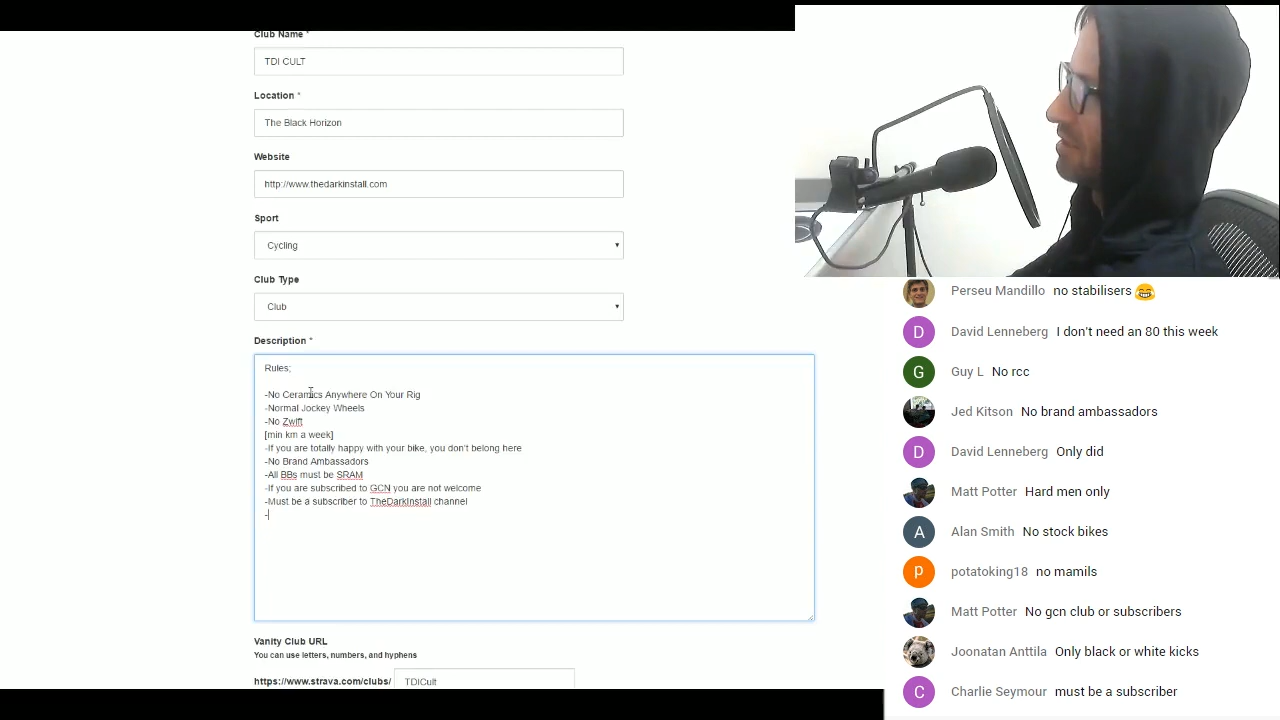 Club Name *
TDI CULT
Location *
The Black Horizon
Website
http://www.thedarkinstall.com
Sport
Cycling
Club Type
Club
Description *
Rules;
-No Ceramics Anywhere On Your Rig
-Normal Jockey Wheels
-No Zwift
[min km a week]
-If you are totally happy with your bike, you don't belong here
-No Brand Ambassadors
-All BBs must be SRAM
-If you are subscribed to GCN you are not welcome
-Must be a subscriber to TheDarkInstall channel
-
Vanity Club URL
You can use letters, numbers, and hyphens
https://www.strava.com/clubs/ TDICult
Perseu Mandillo no stabilisers 😂
D David Lenneberg I don't need an 80 this week
G Guy L No rcc
Jed Kitson No brand ambassadors
D David Lenneberg Only did
Matt Potter Hard men only
A Alan Smith No stock bikes
p potatoking18 no mamils
Matt Potter No gcn club or subscribers
Joonatan Anttila Only black or white kicks
C Charlie Seymour must be a subscriber